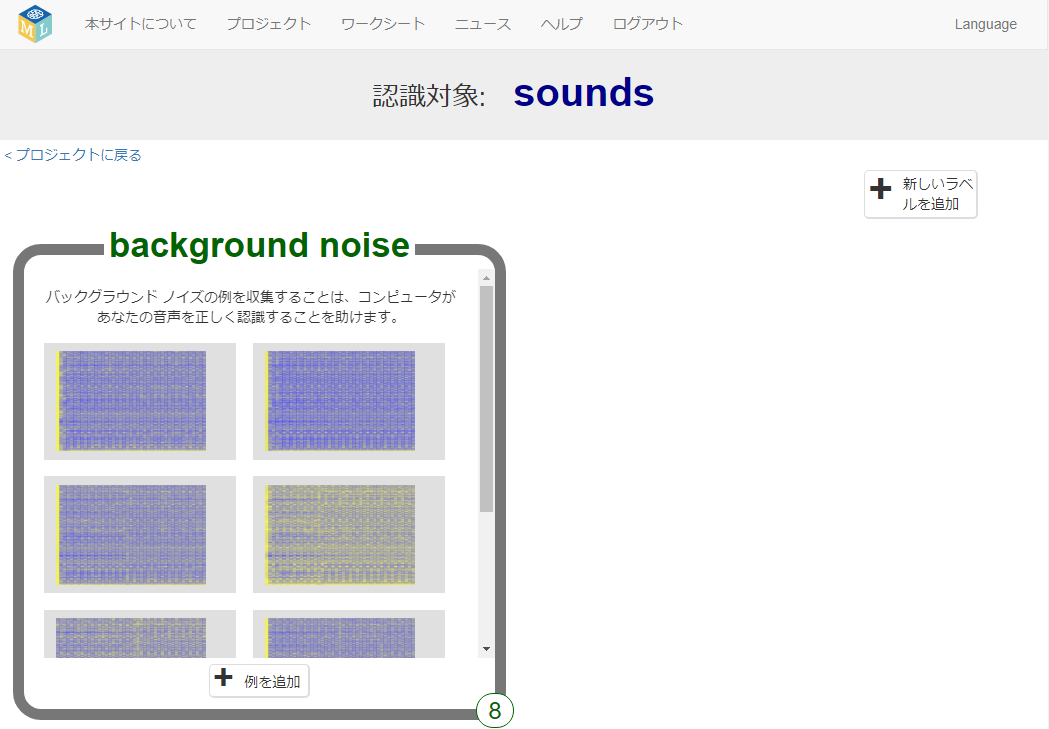 ML
本サイトについて プロジェクト ワークシート ニュース ヘルプ ログアウト Language
認識対象: sounds
< プロジェクトに戻る
新しいラベ
ルを追加
background noise
バックグラウンド ノイズの例を収集することは、コンピュータが
あなたの音声を正しく認識することを助けます。
例を追加
8